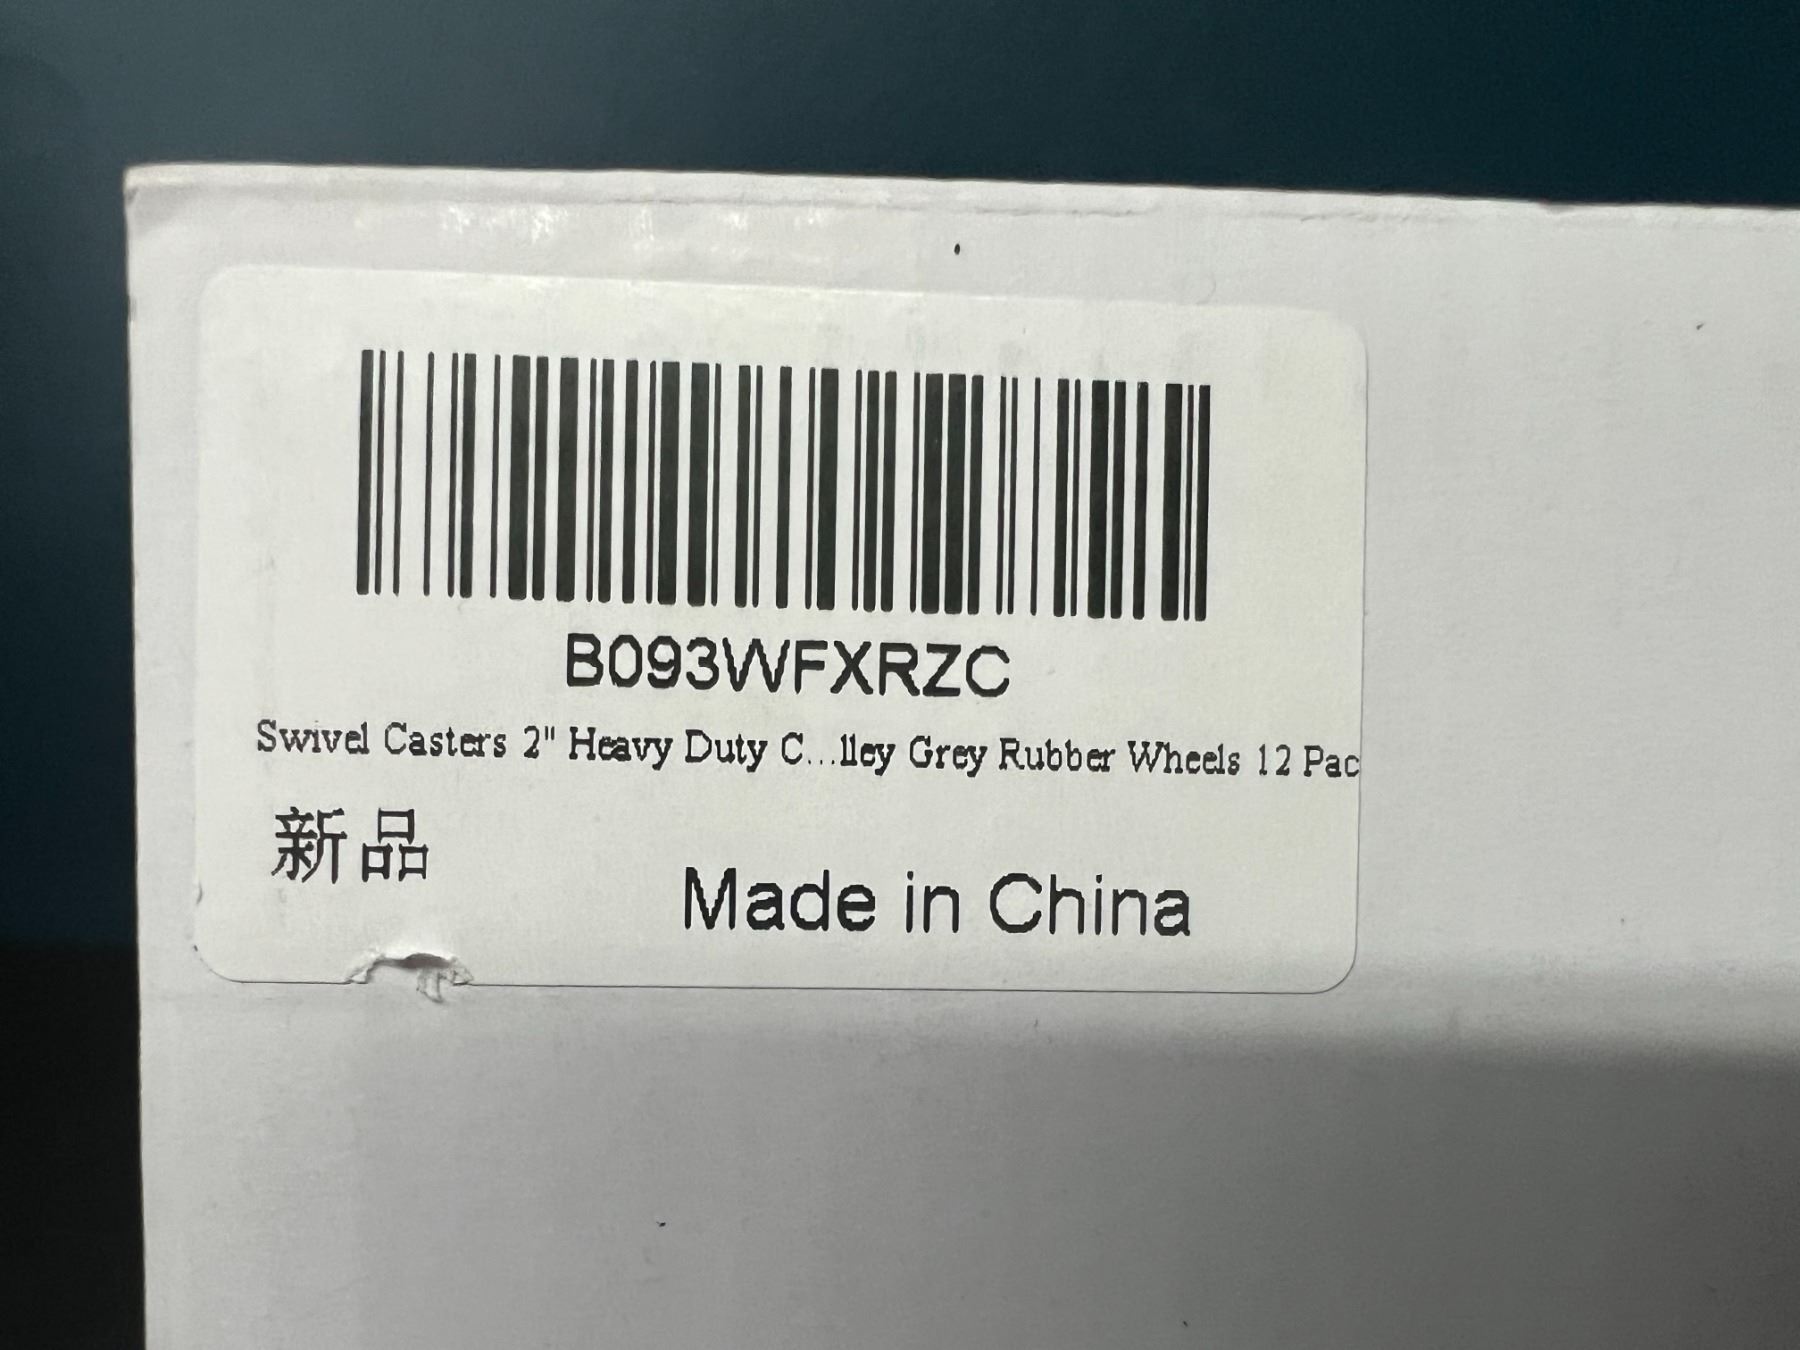 B093WFXRZC
Swivel Casters 2" Heavy Duty C...lley Grey Rubber Wheels 12 Pac
新品
Made in China